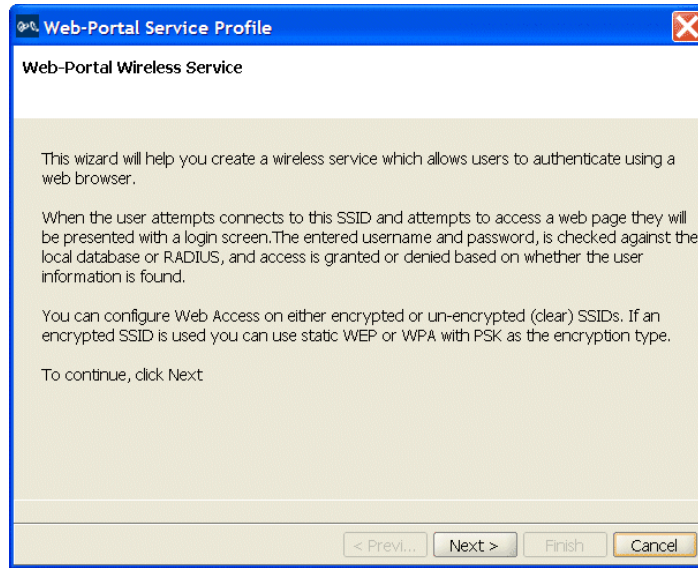 Web-Portal Service Profile
Web-Portal Wireless Service
This wizard will help you create a wireless service which allows users to authenticate using a
web browser.
When the user attempts connects to this SSID and attempts to access a web page they will
be presented with a login screen.The entered username and password, is checked against the
local database or RADIUS, and access is granted or denied based on whether the user
information is found.
You can configure Web Access on either encrypted or un-encrypted (clear) SSIDs. If an
encrypted SSID is used you can use static WEP or WPA with PSK as the encryption type.
To continue, click Next
< Previ... Next > Finish Cancel